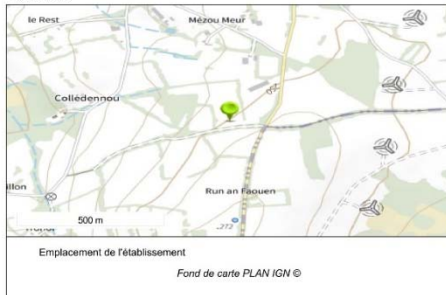 le Rest
Mézou Meur
Collédennou
250
illon
Run an Faouen
500 m
272
Emplacement de l'établissement
Fond de carte PLAN IGN ©